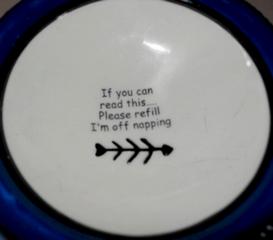 If you can
read this....
Please refill
I'm off napping